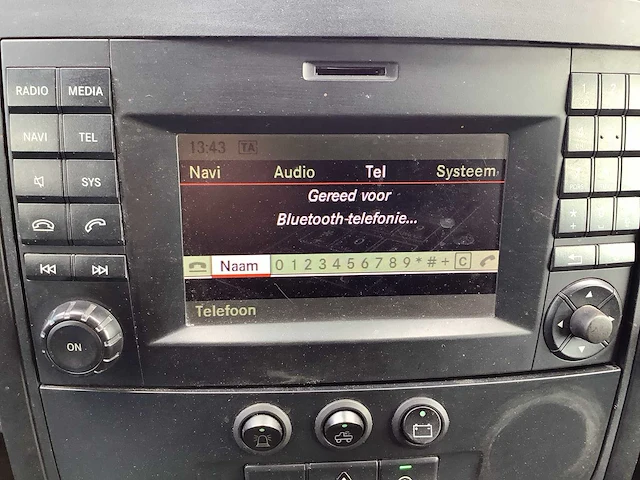 RADIO MEDIA
NAVI TEL
SYS
ON
13:43 TA
Navi Audio Tel Systeem
Gereed voor
Bluetooth-telefonie...
Naam 0 1 2 3 4 5 6 7 8 9 * # + C
Telefoon